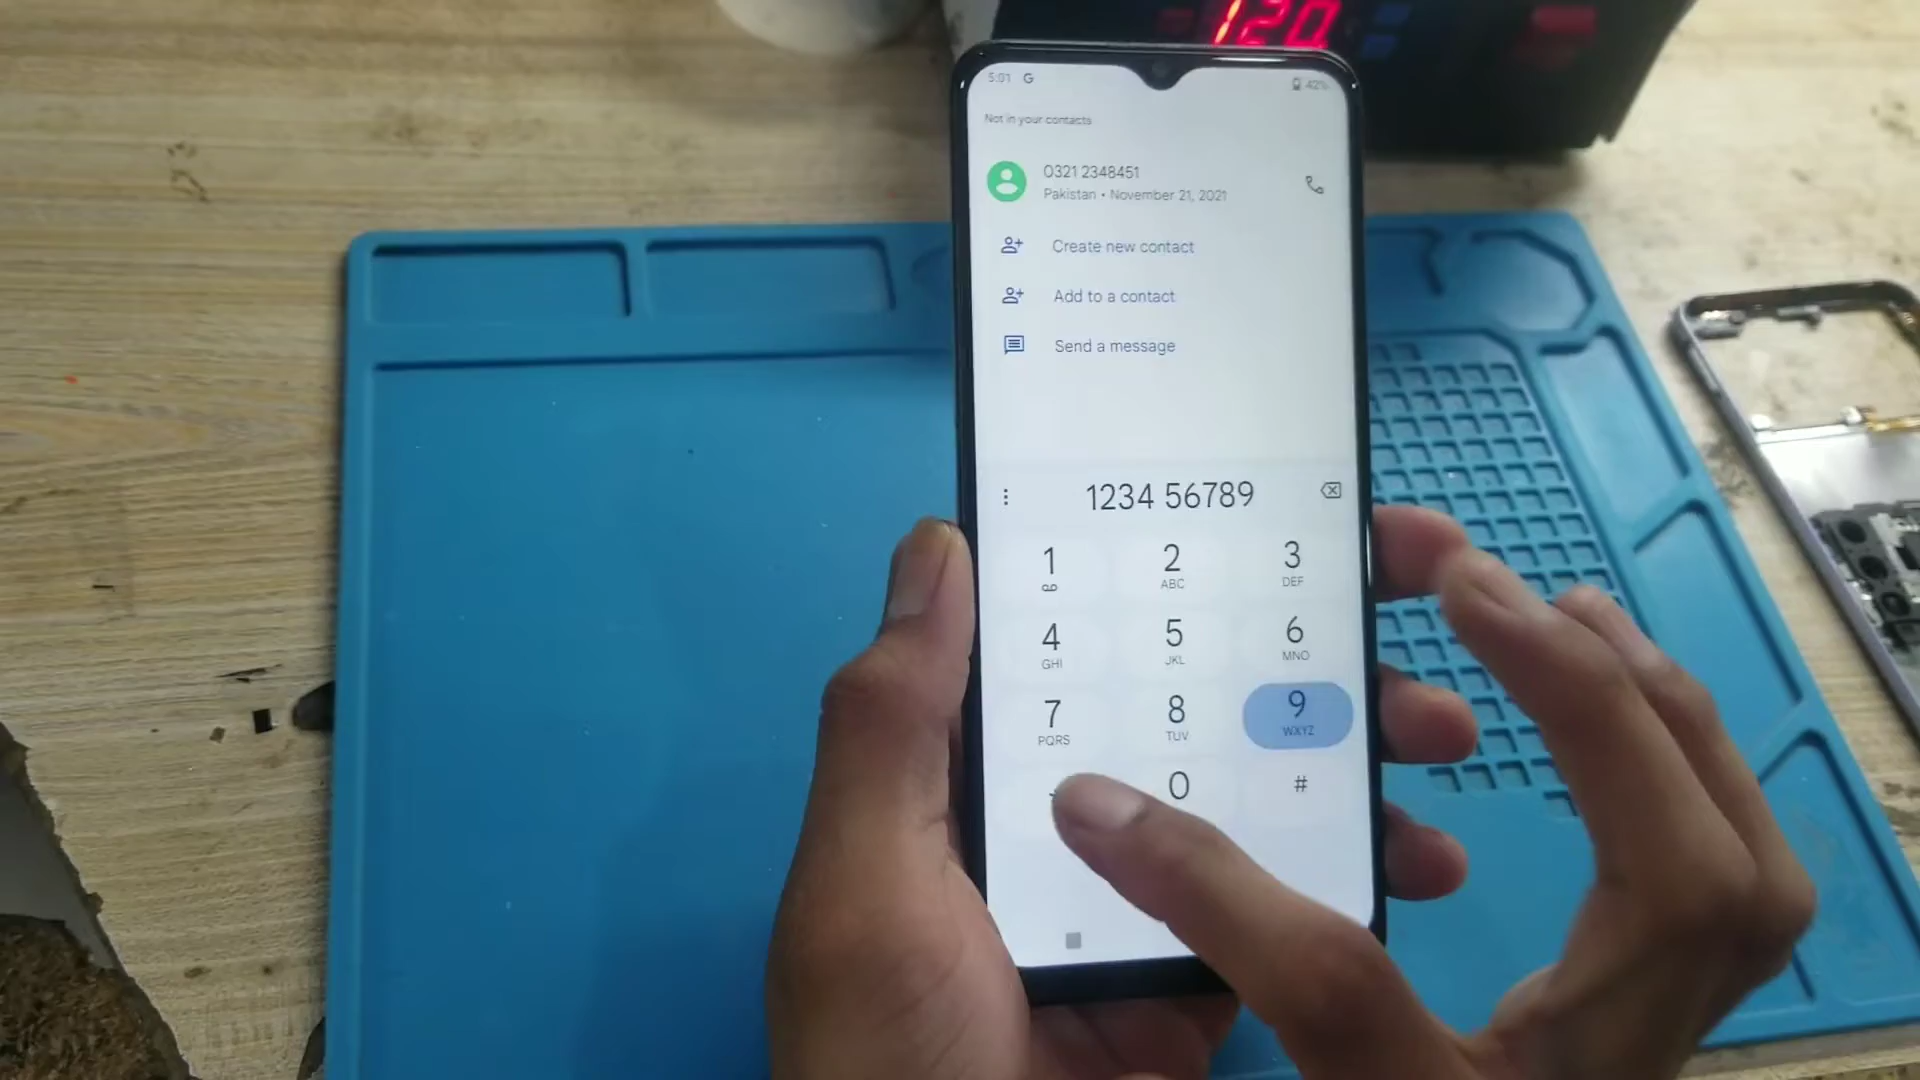 120
5:01 G 42%
Not in your contacts
0321 2348451
Pakistan • November 21, 2021
Create new contact
Add to a contact
Send a message
1234 56789
1 2 3
ABC DEF
4 5 6
GHI JKL MNO
7 8 9
PQRS TUV WXYZ
0 #